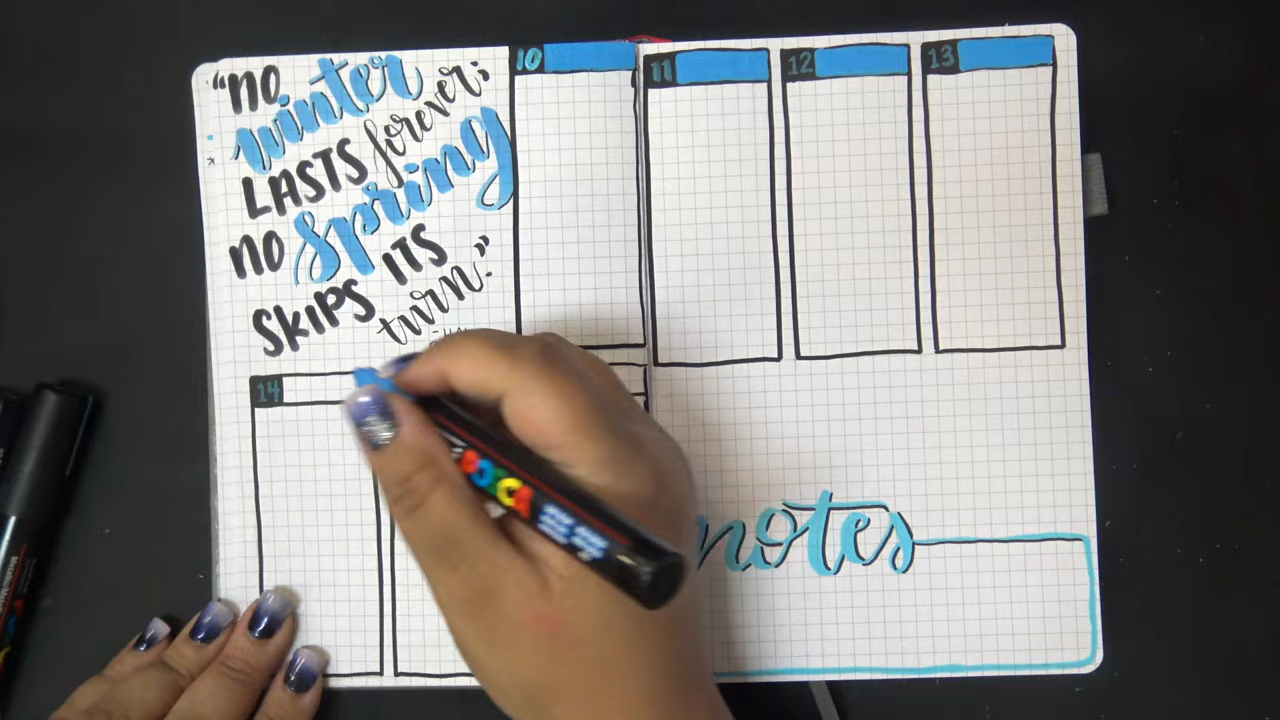 "no
winter
LASTS forever;
no spring
SKIPS ITS
turn."
10
11
12
13
14
POSCA
notes